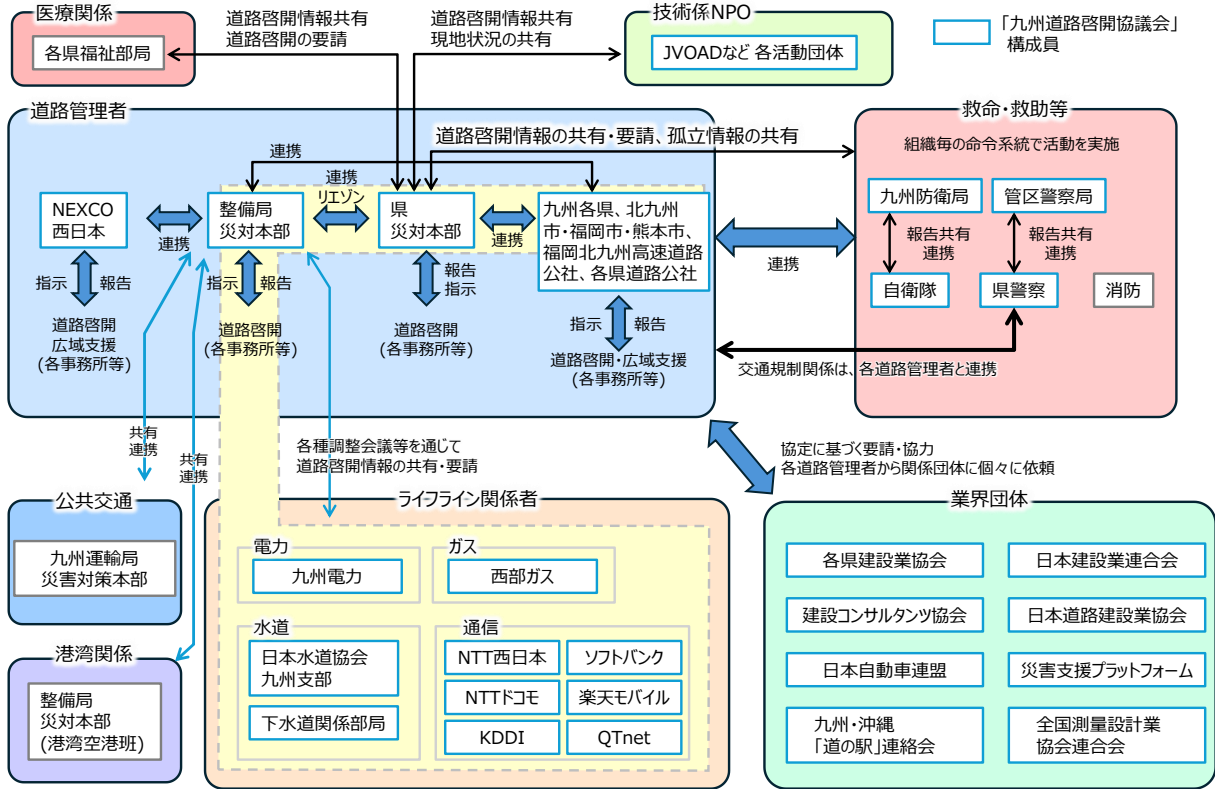 医療関係
各県福祉部局
道路啓開情報共有
道路啓開の要請
道路啓開情報共有
現地状況の共有
技術係NPO
JVOADなど 各活動団体
「九州道路啓開協議会」
構成員
道路管理者
道路啓開情報の共有・要請、孤立情報の共有
連携
連携
リエゾン
NEXCO
西日本
連携
整備局
災対本部
県
災対本部
連携
九州各県、北九州
市・福岡市・熊本市、
福岡北九州高速道路
公社、各県道路公社
指示
報告
指示
報告
報告
指示
指示
報告
道路啓開
広域支援
(各事務所等)
道路啓開
(各事務所等)
道路啓開
(各事務所等)
道路啓開・広域支援
(各事務所等)
連携
救命・救助等
組織毎の命令系統で活動を実施
九州防衛局
管区警察局
報告共有
連携
報告共有
連携
自衛隊
県警察
消防
交通規制関係は、各道路管理者と連携
共有
連携
共有
連携
各種調整会議等を通じて
道路啓開情報の共有・要請
協定に基づく要請・協力
各道路管理者から関係団体に個々に依頼
公共交通
九州運輸局
災害対策本部
港湾関係
整備局
災対本部
(港湾空港班)
ライフライン関係者
電力
九州電力
ガス
西部ガス
水道
日本水道協会
九州支部
下水道関係部局
通信
NTT西日本
ソフトバンク
NTTドコモ
楽天モバイル
KDDI
QTnet
業界団体
各県建設業協会
日本建設業連合会
建設コンサルタンツ協会
日本道路建設業協会
日本自動車連盟
災害支援プラットフォーム
九州・沖縄
「道の駅」連絡会
全国測量設計業
協会連合会